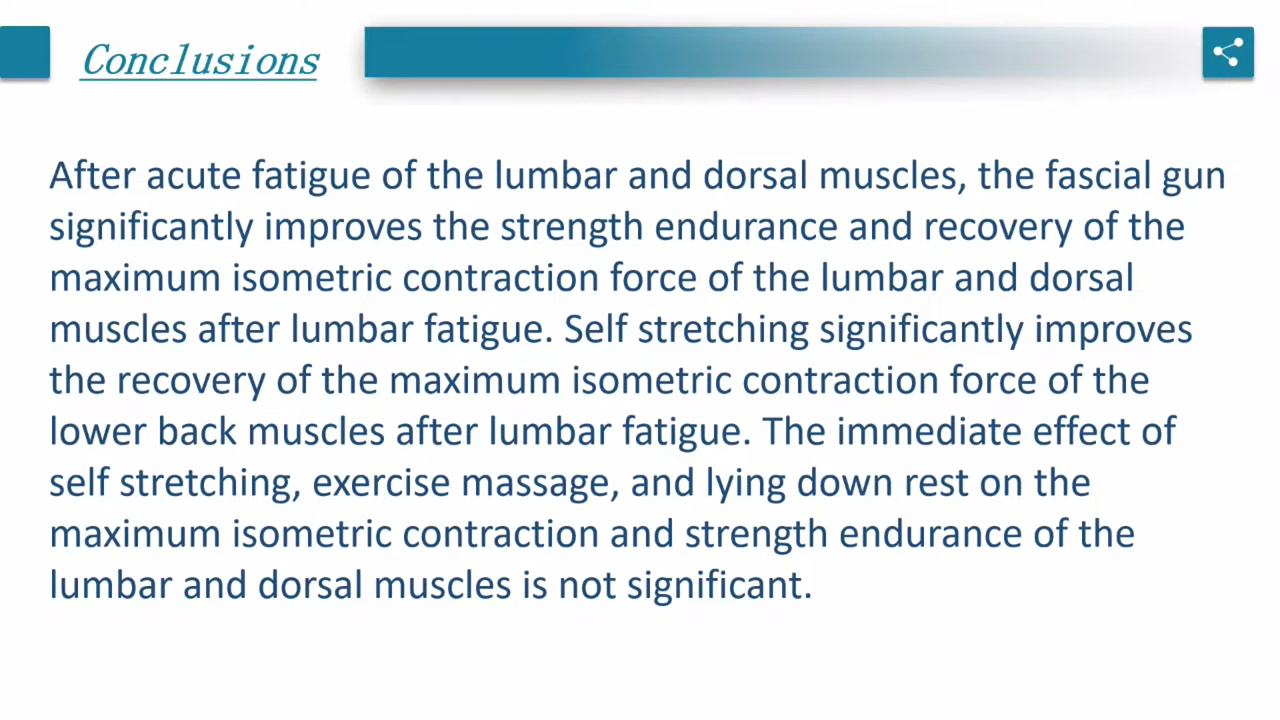 Conclusions
After acute fatigue of the lumbar and dorsal muscles, the fascial gun
significantly improves the strength endurance and recovery of the
maximum isometric contraction force of the lumbar and dorsal
muscles after lumbar fatigue. Self stretching significantly improves
the recovery of the maximum isometric contraction force of the
lower back muscles after lumbar fatigue. The immediate effect of
self stretching, exercise massage, and lying down rest on the
maximum isometric contraction and strength endurance of the
lumbar and dorsal muscles is not significant.